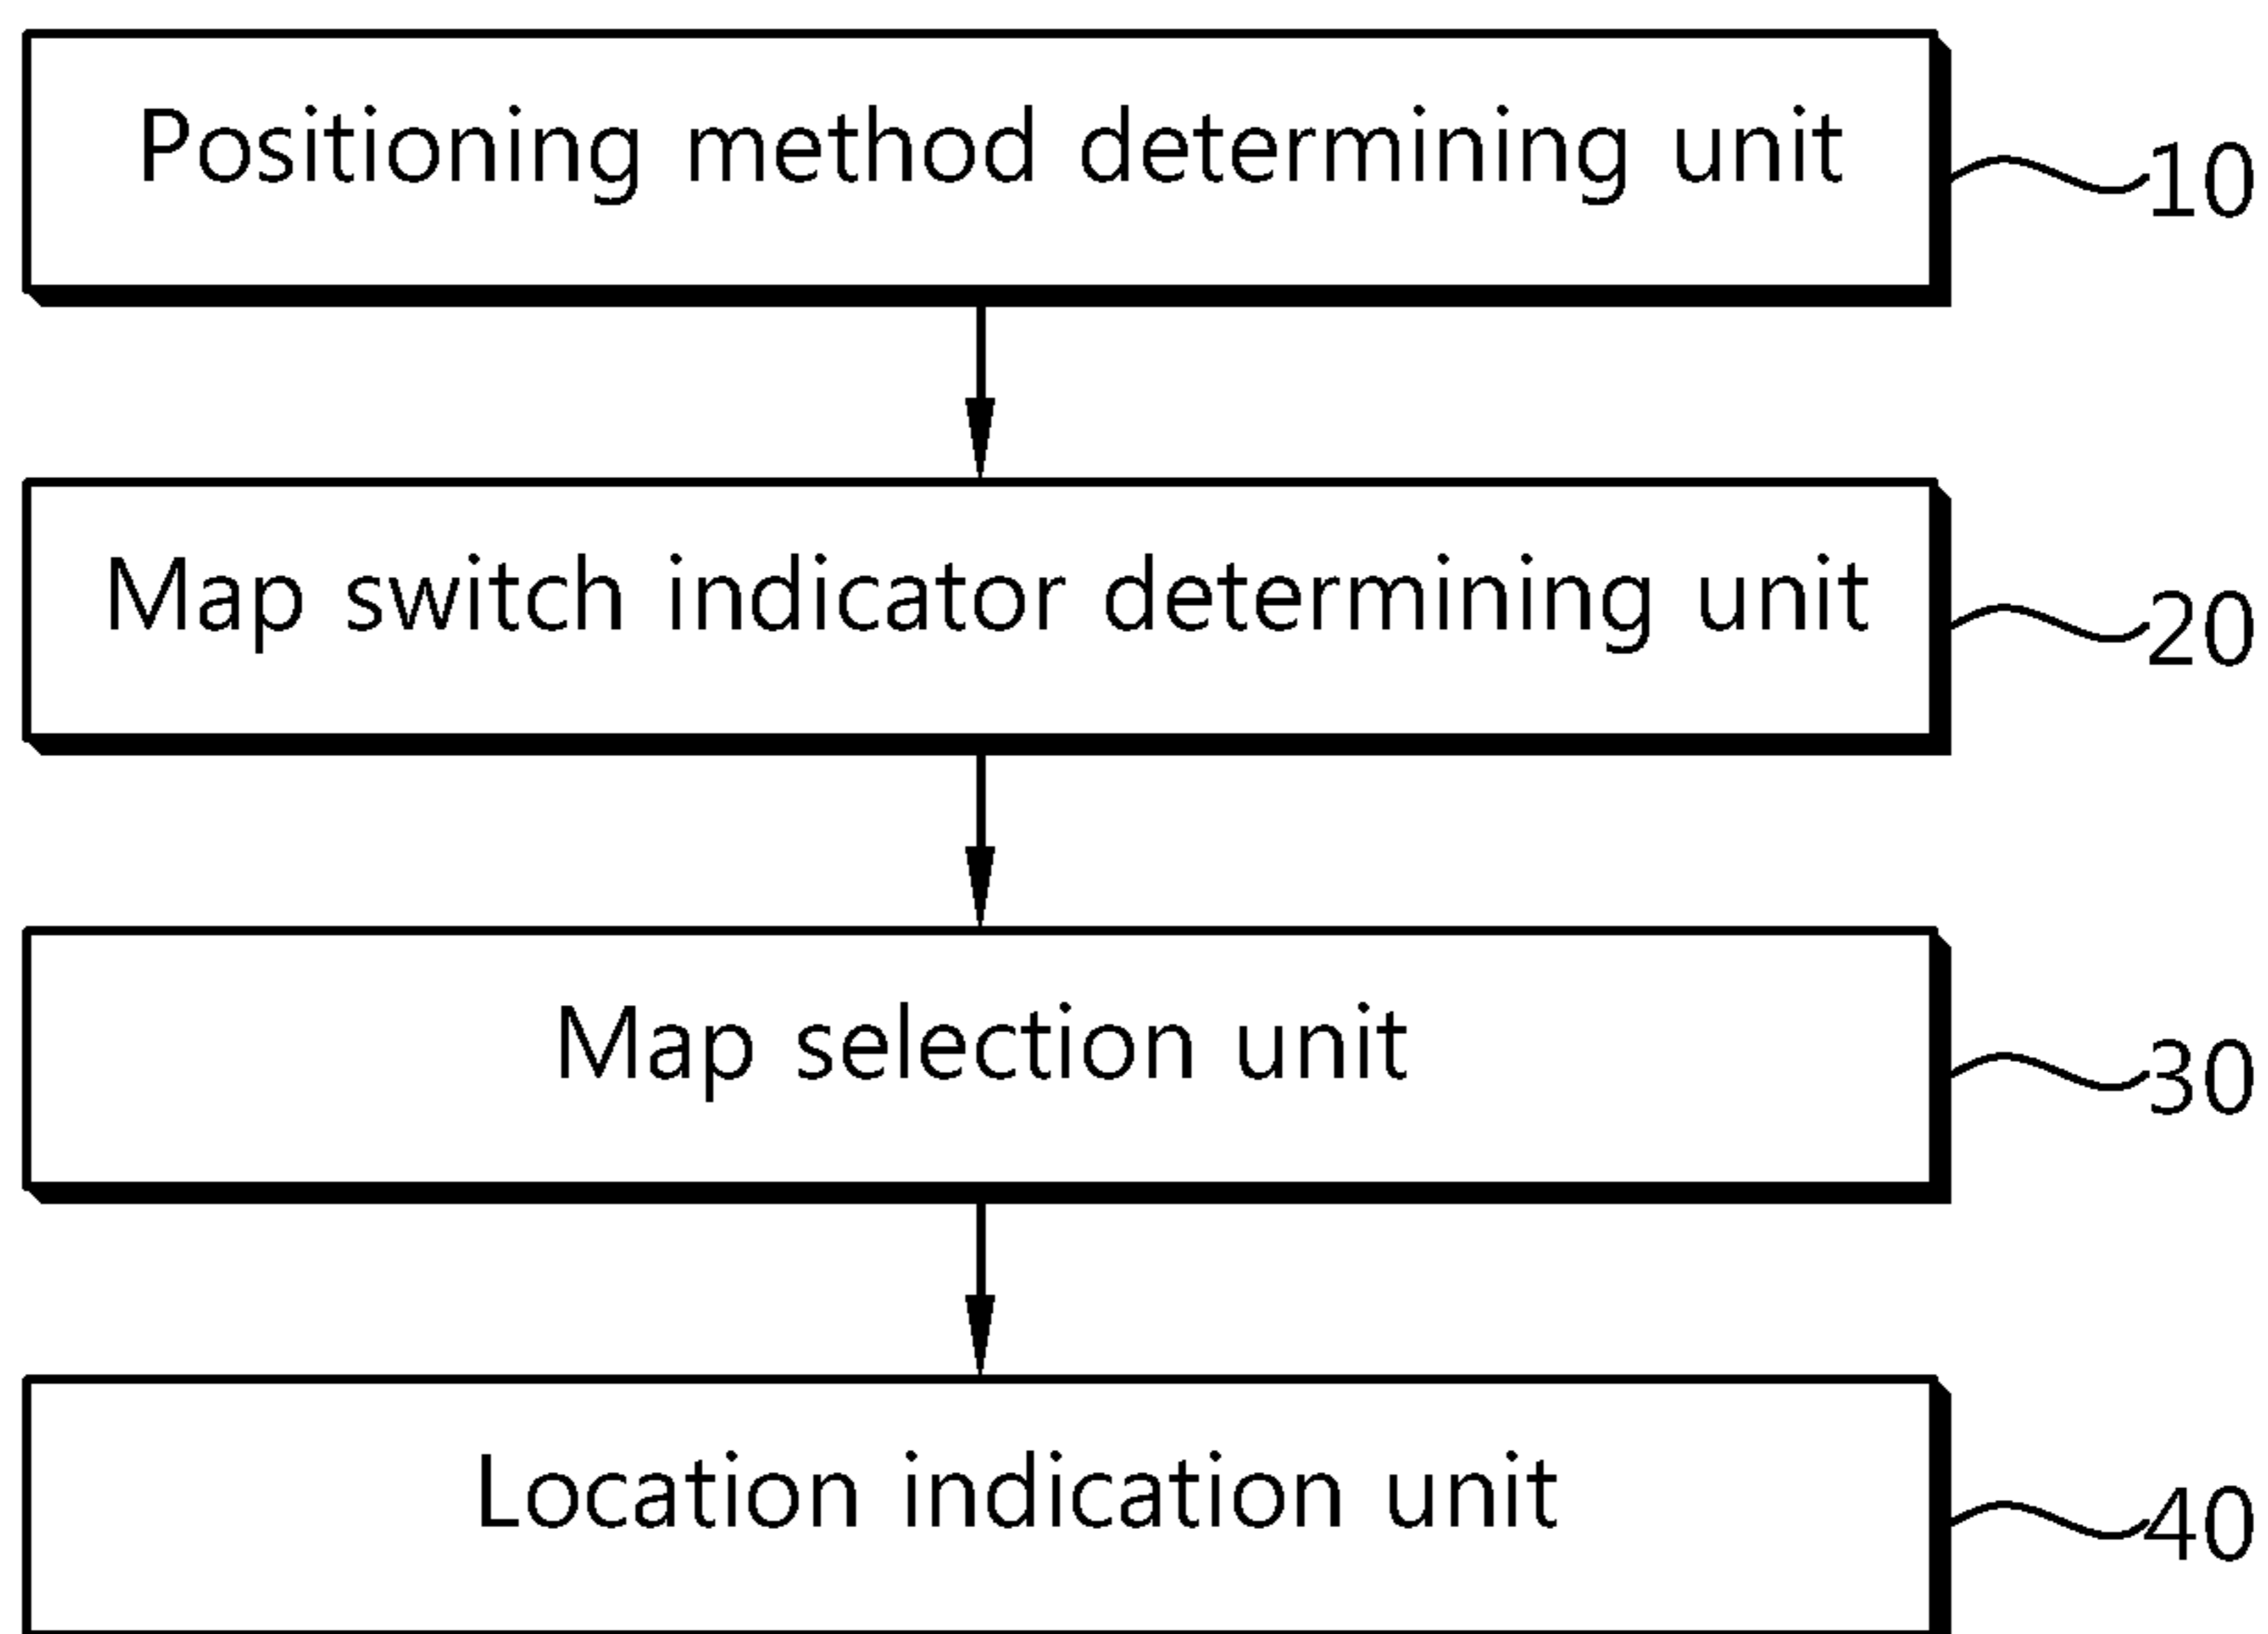 Positioning method determining unit
10
Map switch indicator determining unit
20
Map selection unit
30
Location indication unit
40